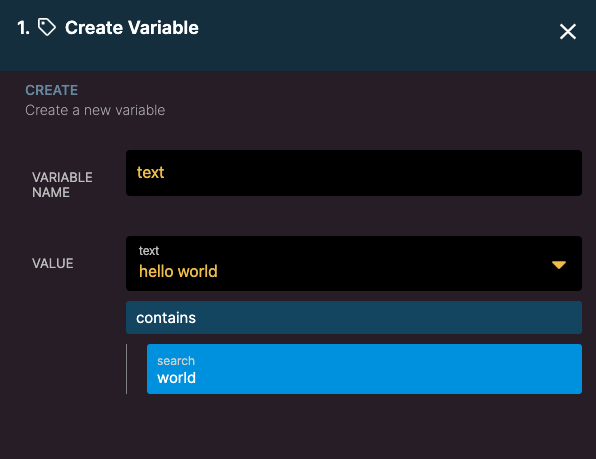 1. Create Variable
CREATE
Create a new variable
VARIABLE
NAME
text
VALUE
text
hello world
contains
search
world